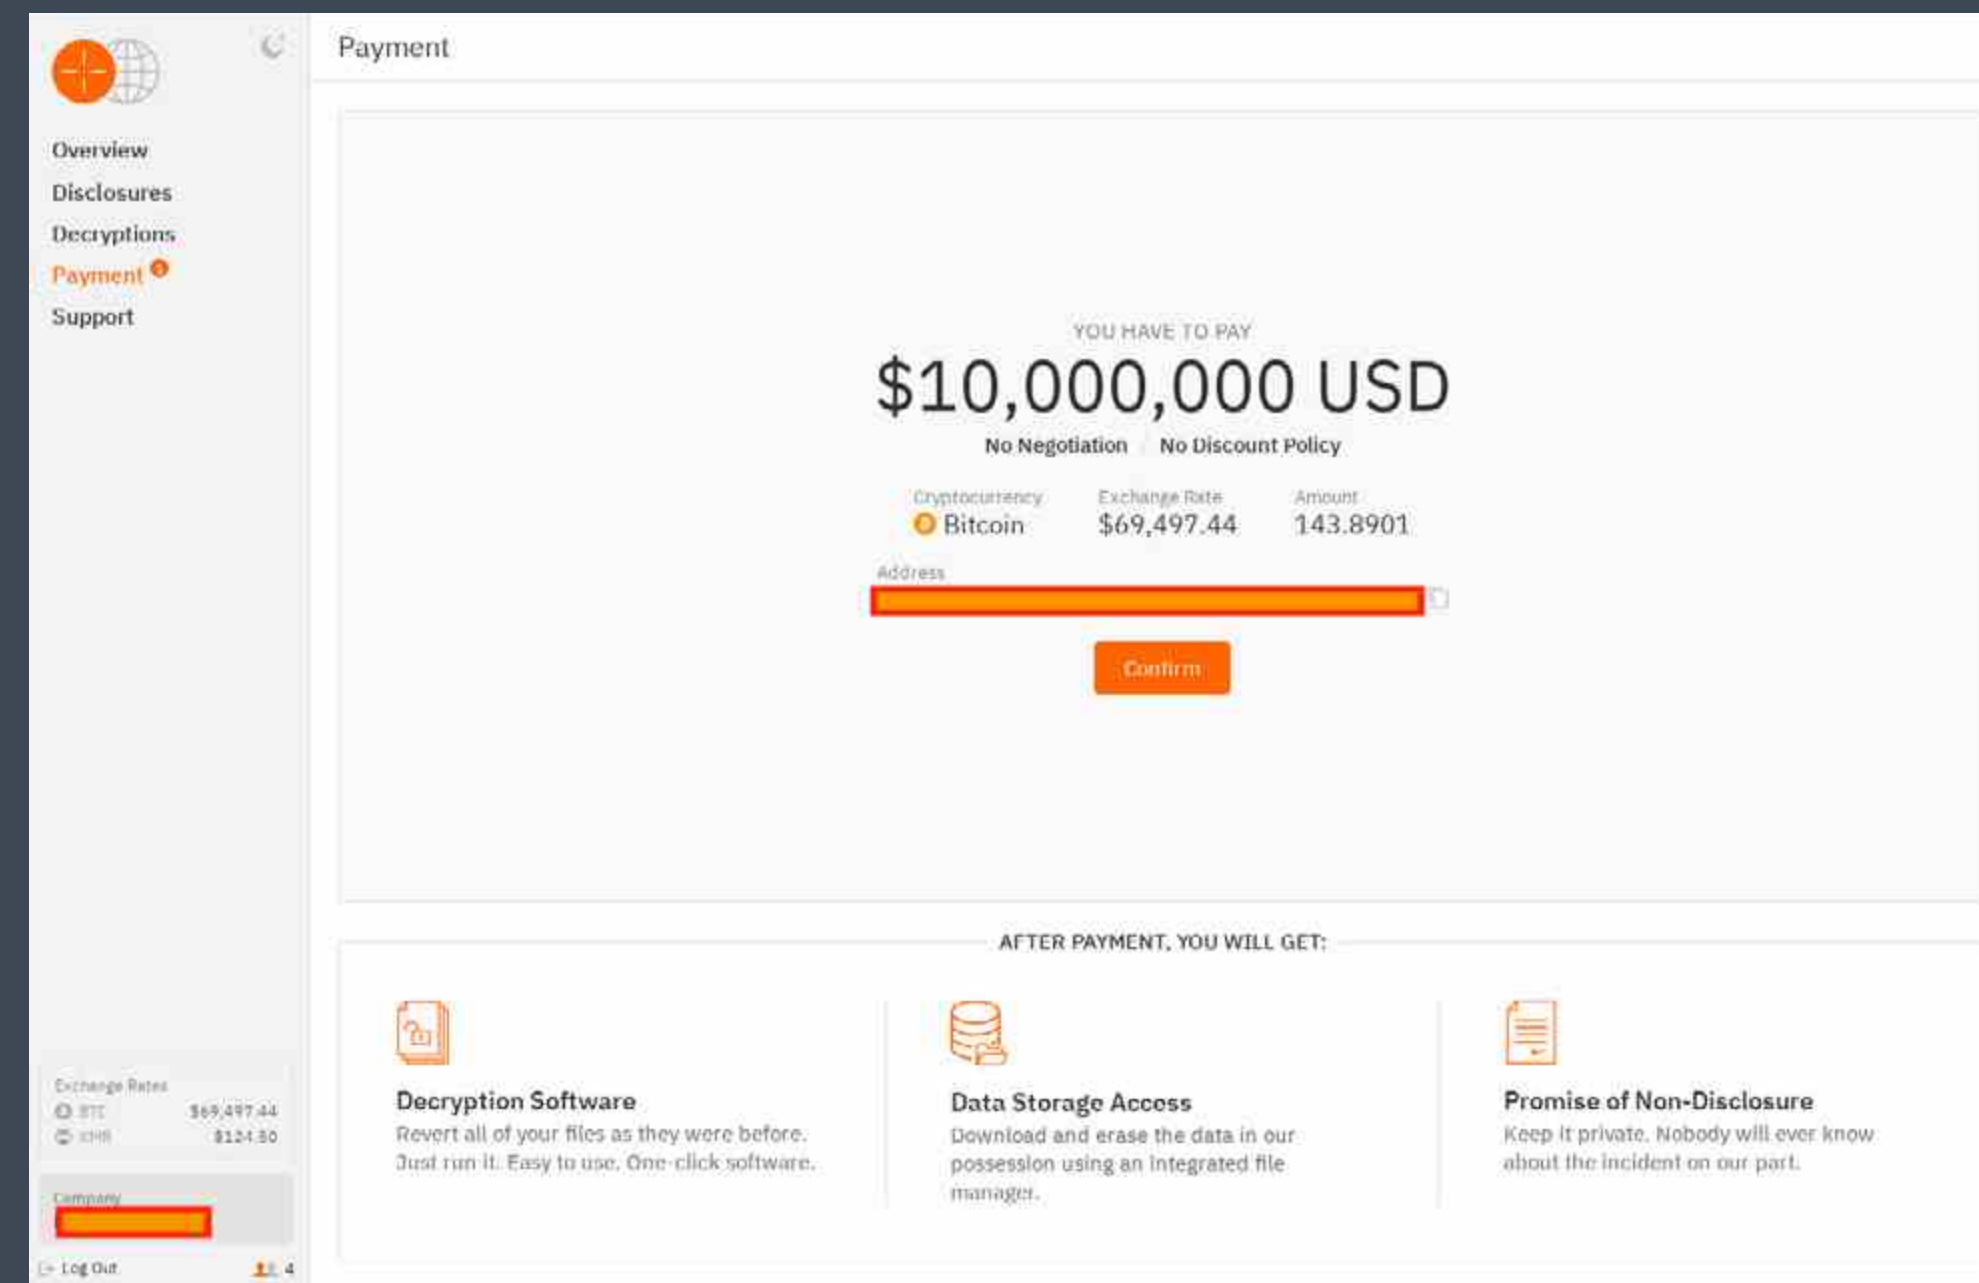 Payment
Overview
Disclosures
Decryptions
Payment
Support
YOU HAVE TO PAY
$10,000,000 USD
No Negotiation No Discount Policy
Cryptocurrency Exchange Rate Amount
Bitcoin $69,497.44 143.8901
Address
Confirm
AFTER PAYMENT, YOU WILL GET:
Decryption Software
Revert all of your files as they were before.
Just run it. Easy to use. One-click software.
Data Storage Access
Download and erase the data in our
possession using an integrated file
manager.
Promise of Non-Disclosure
Keep it private. Nobody will ever know
about the incident on our part.
Exchange Rates
BTC $69,497.44
XMR $124.50
Company
Log Out 4